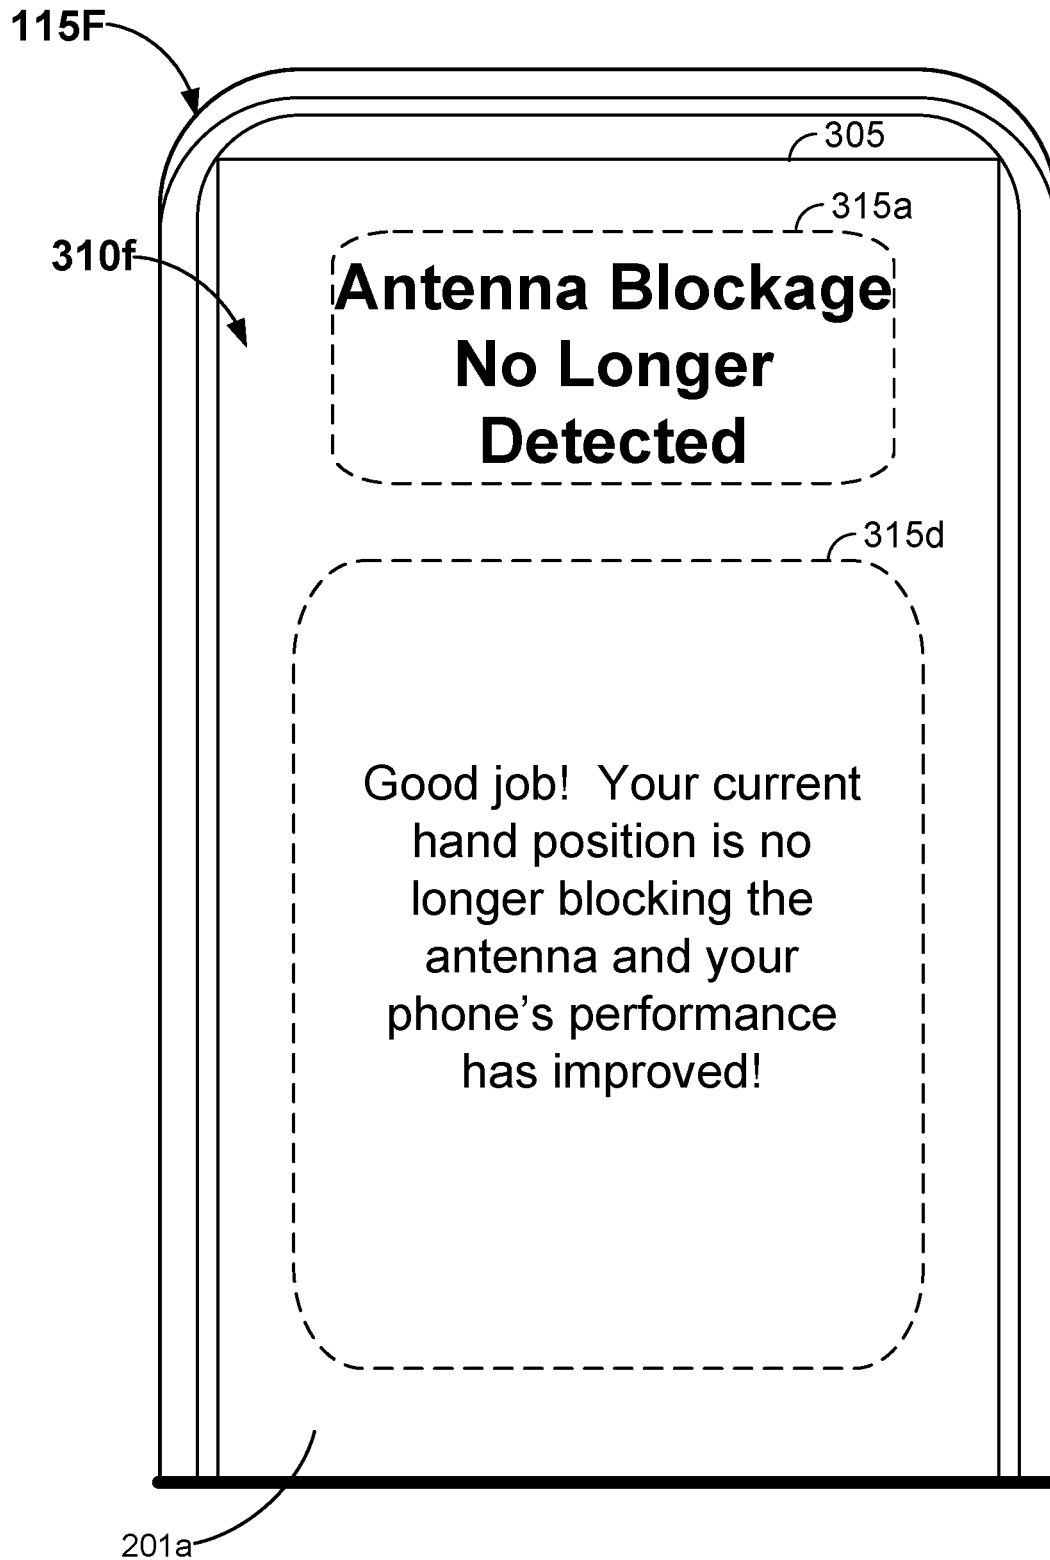 115F
305
315a
310f
Antenna Blockage
No Longer
Detected
315d
Good job!  Your current
hand position is no
longer blocking the
antenna and your
phone’s performance
has improved!
201a